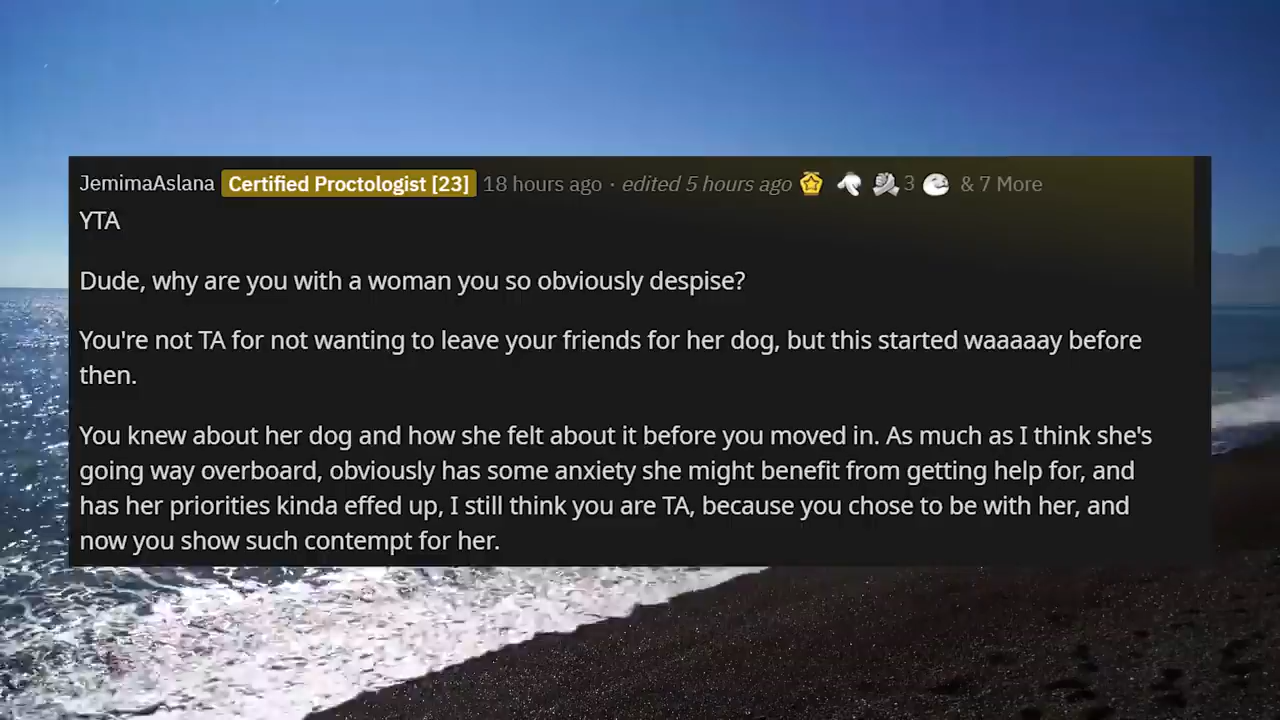 JemimaAslana Certified Proctologist [23] 18 hours ago · edited 5 hours ago 3 & 7 More
YTA
Dude, why are you with a woman you so obviously despise?
You're not TA for not wanting to leave your friends for her dog, but this started waaaaay before
then.
You knew about her dog and how she felt about it before you moved in. As much as I think she's
going way overboard, obviously has some anxiety she might benefit from getting help for, and
has her priorities kinda effed up, I still think you are TA, because you chose to be with her, and
now you show such contempt for her.